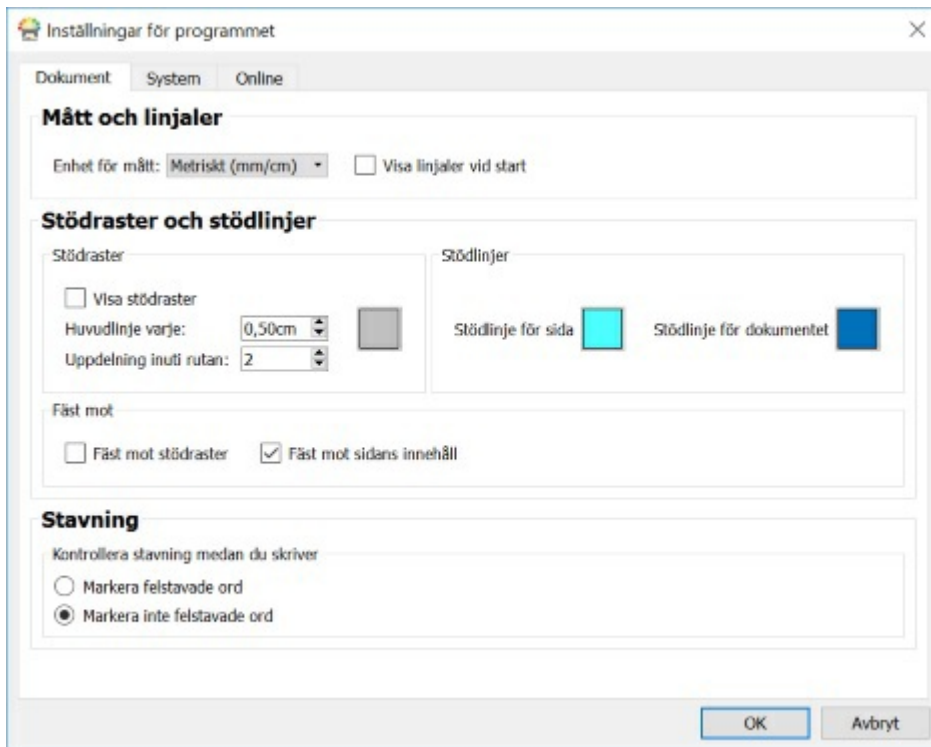 Inställningar för programmet
Dokument System Online
Mått och linjaler
Enhet för mått: Metriskt (mm/cm) Visa linjaler vid start
Stödraster och stödlinjer
Stödraster Stödlinjer
Visa stödraster
Huvudlinje varje: 0,50cm Stödlinje för sida Stödlinje för dokumentet
Uppdelning inuti rutan: 2
Fäst mot
Fäst mot stödraster Fäst mot sidans innehåll
Stavning
Kontrollera stavning medan du skriver
Markera felstavade ord
Markera inte felstavade ord
OK Avbryt